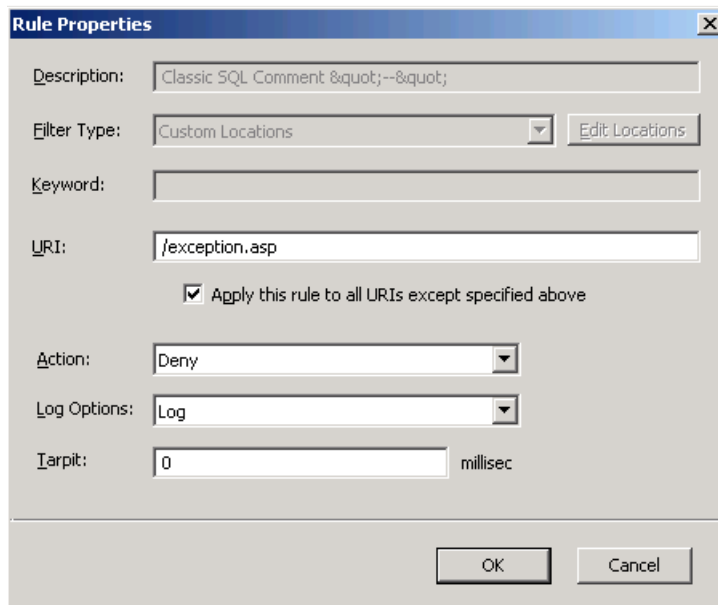 Rule Properties
Description: Classic SQL Comment &quot;--&quot;
Filter Type: Custom Locations Edit Locations
Keyword:
URI: /exception.asp
Apply this rule to all URIs except specified above
Action: Deny
Log Options: Log
Tarpit: 0 millisec
OK Cancel